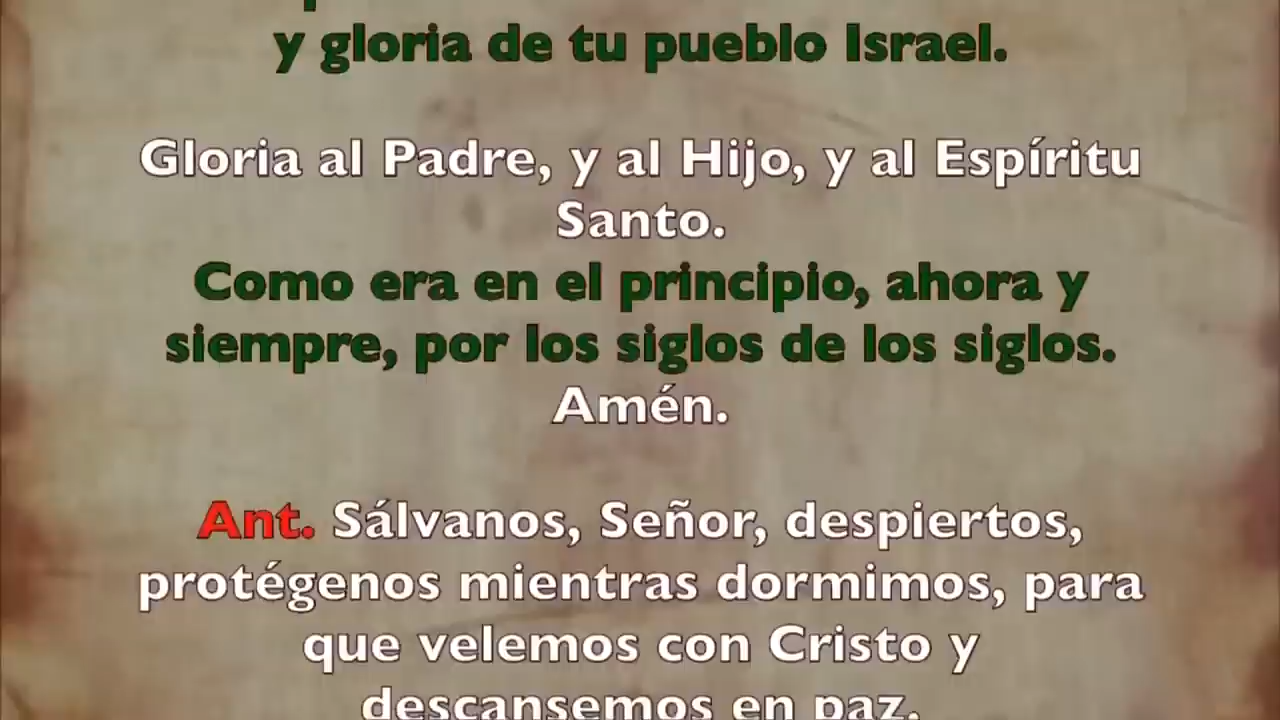 y gloria de tu pueblo Israel.
Gloria al Padre, y al Hijo, y al Espíritu
Santo.
Como era en el principio, ahora y
siempre, por los siglos de los siglos.
Amén.
Ant. Sálvanos, Señor, despiertos,
protégenos mientras dormimos, para
que velemos con Cristo y
descansemos en paz.